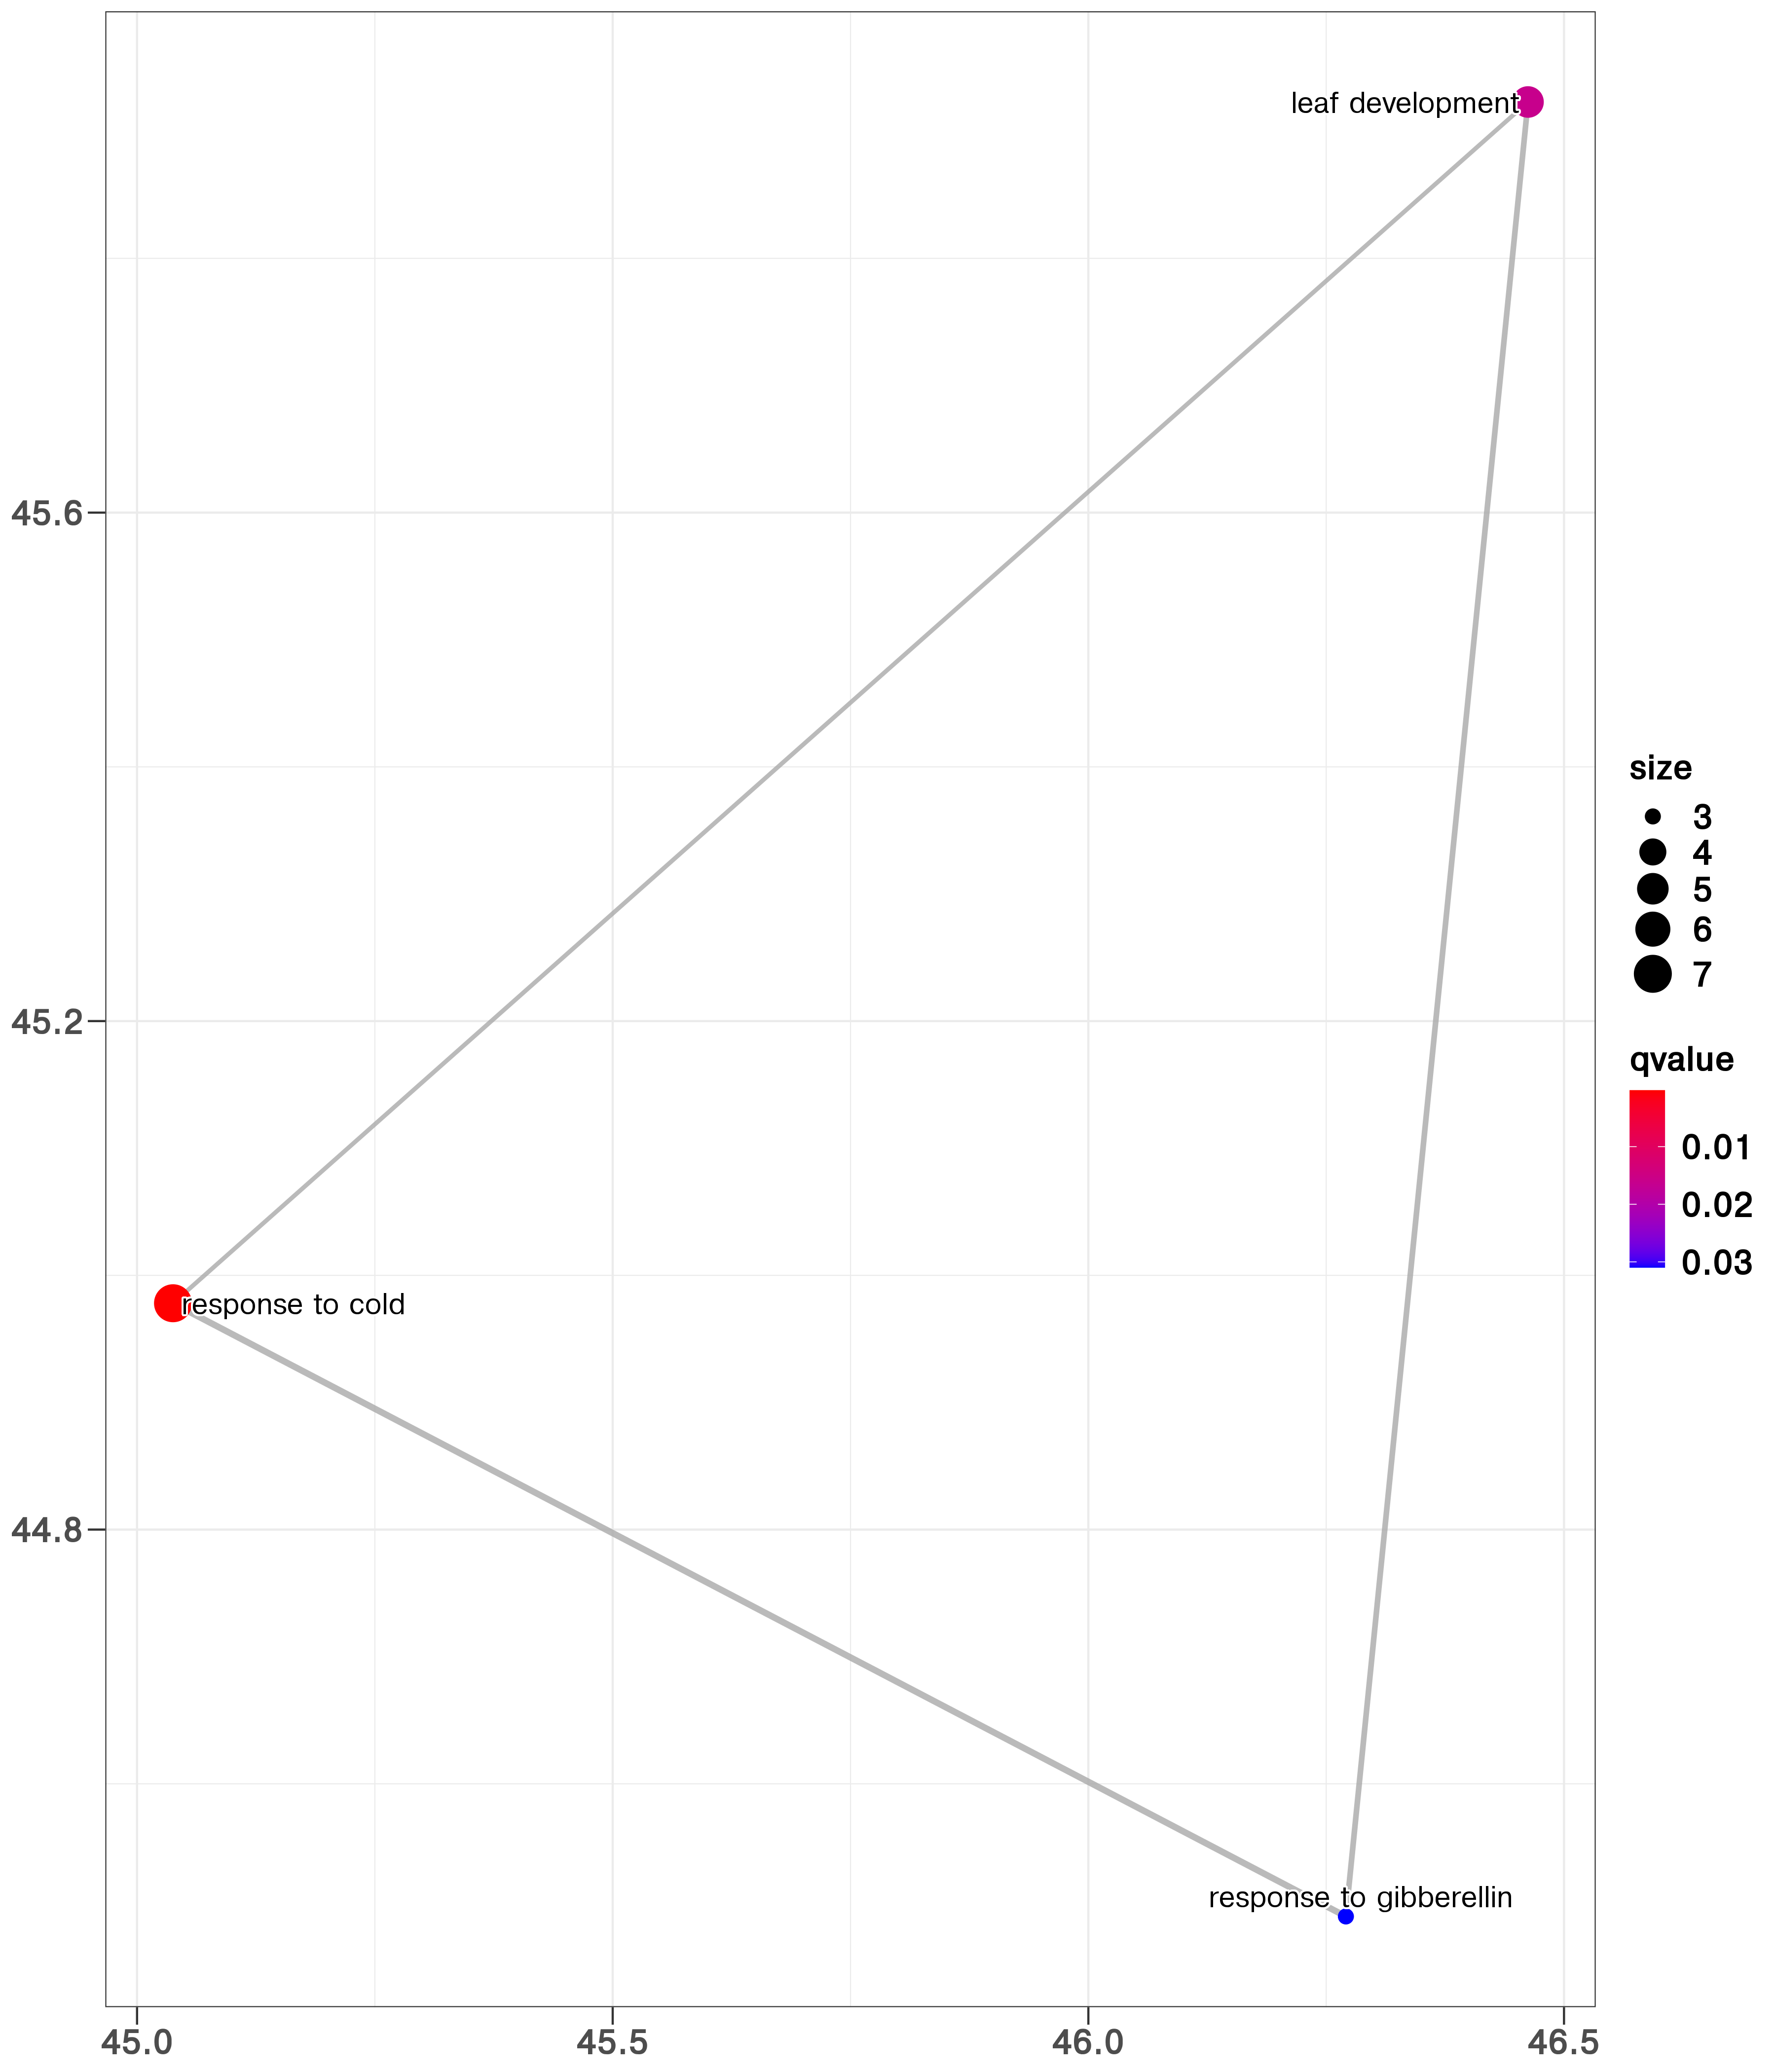 leaf development
45.6
45.2
44.8
response to cold
response to gibberellin
45.0 45.5 46.0 46.5
size
3
4
5
6
7
qvalue
0.01
0.02
0.03